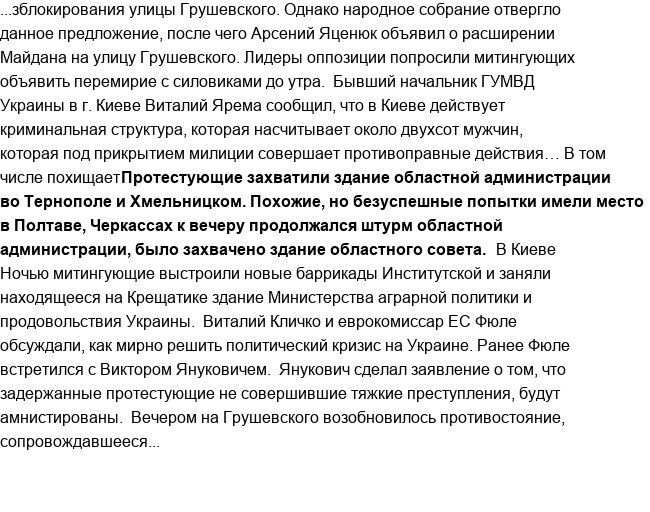 ...зблокирования улицы Грушевского. Однако народное собрание отвергло
данное предложение, после чего Арсений Яценюк объявил о расширении
Майдана на улицу Грушевского. Лидеры оппозиции попросили митингующих
объявить перемирие с силовиками до утра.  Бывший начальник ГУМВД
Украины в г. Киеве Виталий Ярема сообщил, что в Киеве действует
криминальная структура, которая насчитывает около двухсот мужчин,
которая под прикрытием милиции совершает противоправные действия… В том
числе похищаетПротестующие захватили здание областной администрации
во Тернополе и Хмельницком. Похожие, но безуспешные попытки имели место
в Полтаве, Черкассах к вечеру продолжался штурм областной
администрации, было захвачено здание областного совета.  В Киеве
Ночью митингующие выстроили новые баррикады Институтской и заняли
находящееся на Крещатике здание Министерства аграрной политики и
продовольствия Украины.  Виталий Кличко и еврокомиссар ЕС Фюле
обсуждали, как мирно решить политический кризис на Украине. Ранее Фюле
встретился с Виктором Януковичем.  Янукович сделал заявление о том, что
задержанные протестующие не совершившие тяжкие преступления, будут
амнистированы.  Вечером на Грушевского возобновилось противостояние,
сопровождавшееся...